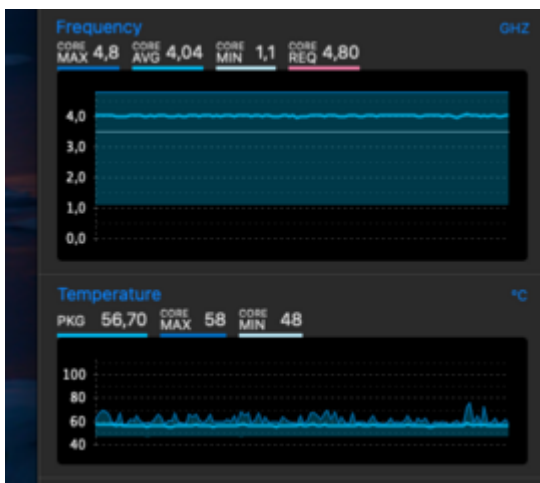 Frequency GHZ
CORE MAX 4,8 CORE AVG 4,04 CORE MIN 1,1 CORE REQ 4,80
4,0
3,0
2,0
1,0
0,0
Temperature °C
PKG 56,70 CORE MAX 58 CORE MIN 48
100
80
60
40